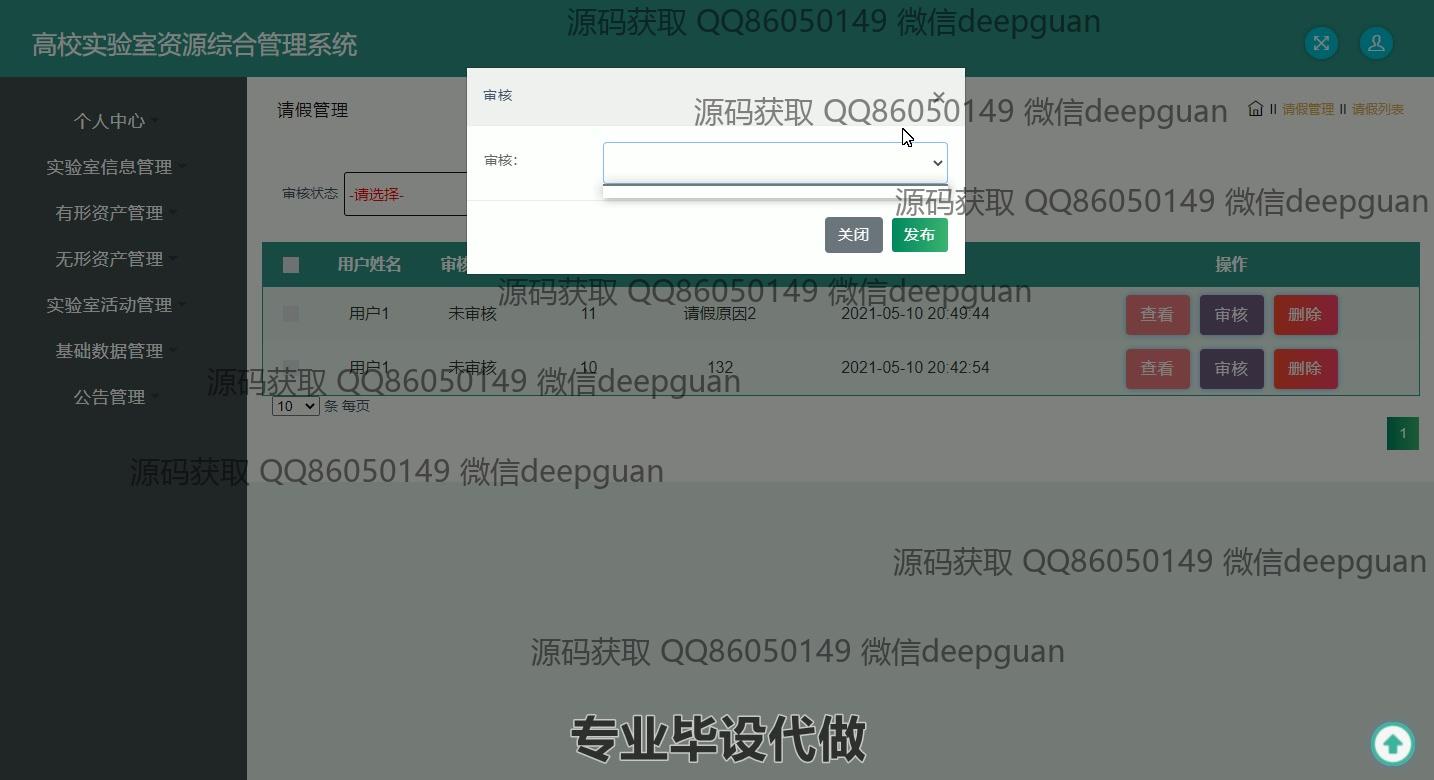 源码获取 QQ86050149 微信deepguan
高校实验室资源综合管理系统
个人中心
实验室信息管理
有形资产管理
无形资产管理
实验室活动管理
基础数据管理
公告管理
请假管理
源码获取 QQ86050149 微信deepguan
II 请假管理 II 请假列表
审核 ×
审核：
关闭 发布
审核状态 -请选择-
源码获取 QQ86050149 微信deepguan
用户姓名 审核 操作
源码获取 QQ86050149 微信deepguan
用户1 未审核 11 请假原因2 2021-05-10 20:49:44 查看 审核 删除
用户1 未审核 10 132 2021-05-10 20:42:54 查看 审核 删除
源码获取 QQ86050149 微信deepguan
10 条 每页
1
源码获取 QQ86050149 微信deepguan
源码获取 QQ86050149 微信deepguan
源码获取 QQ86050149 微信deepguan
专业毕设代做